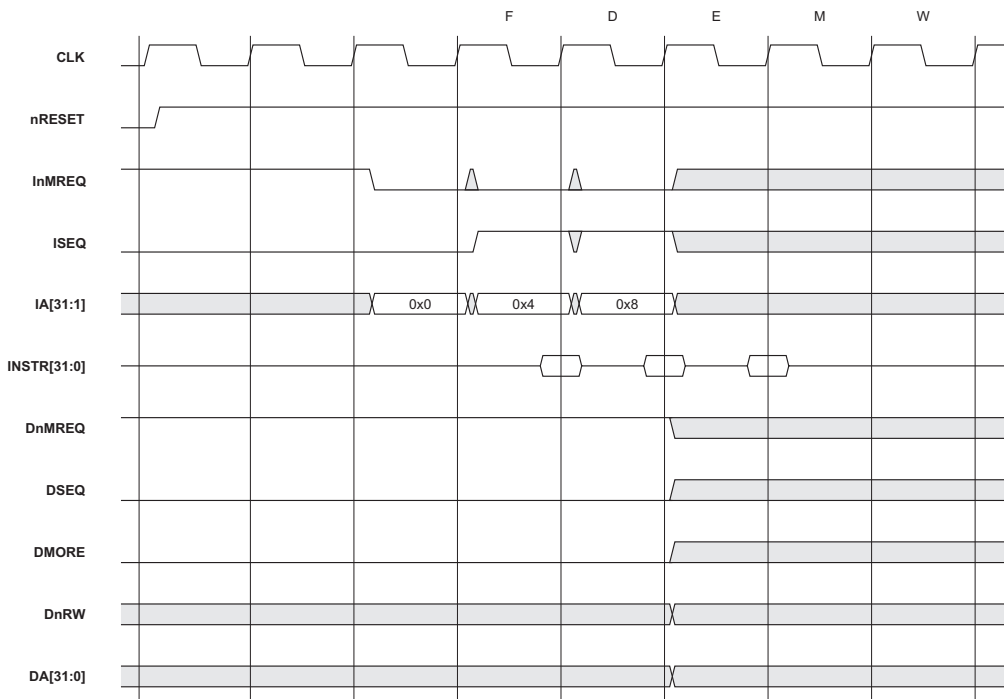 F D E M W
CLK
nRESET
InMREQ
ISEQ
IA[31:1] 0x0 0x4 0x8
INSTR[31:0]
DnMREQ
DSEQ
DMORE
DnRW
DA[31:0]